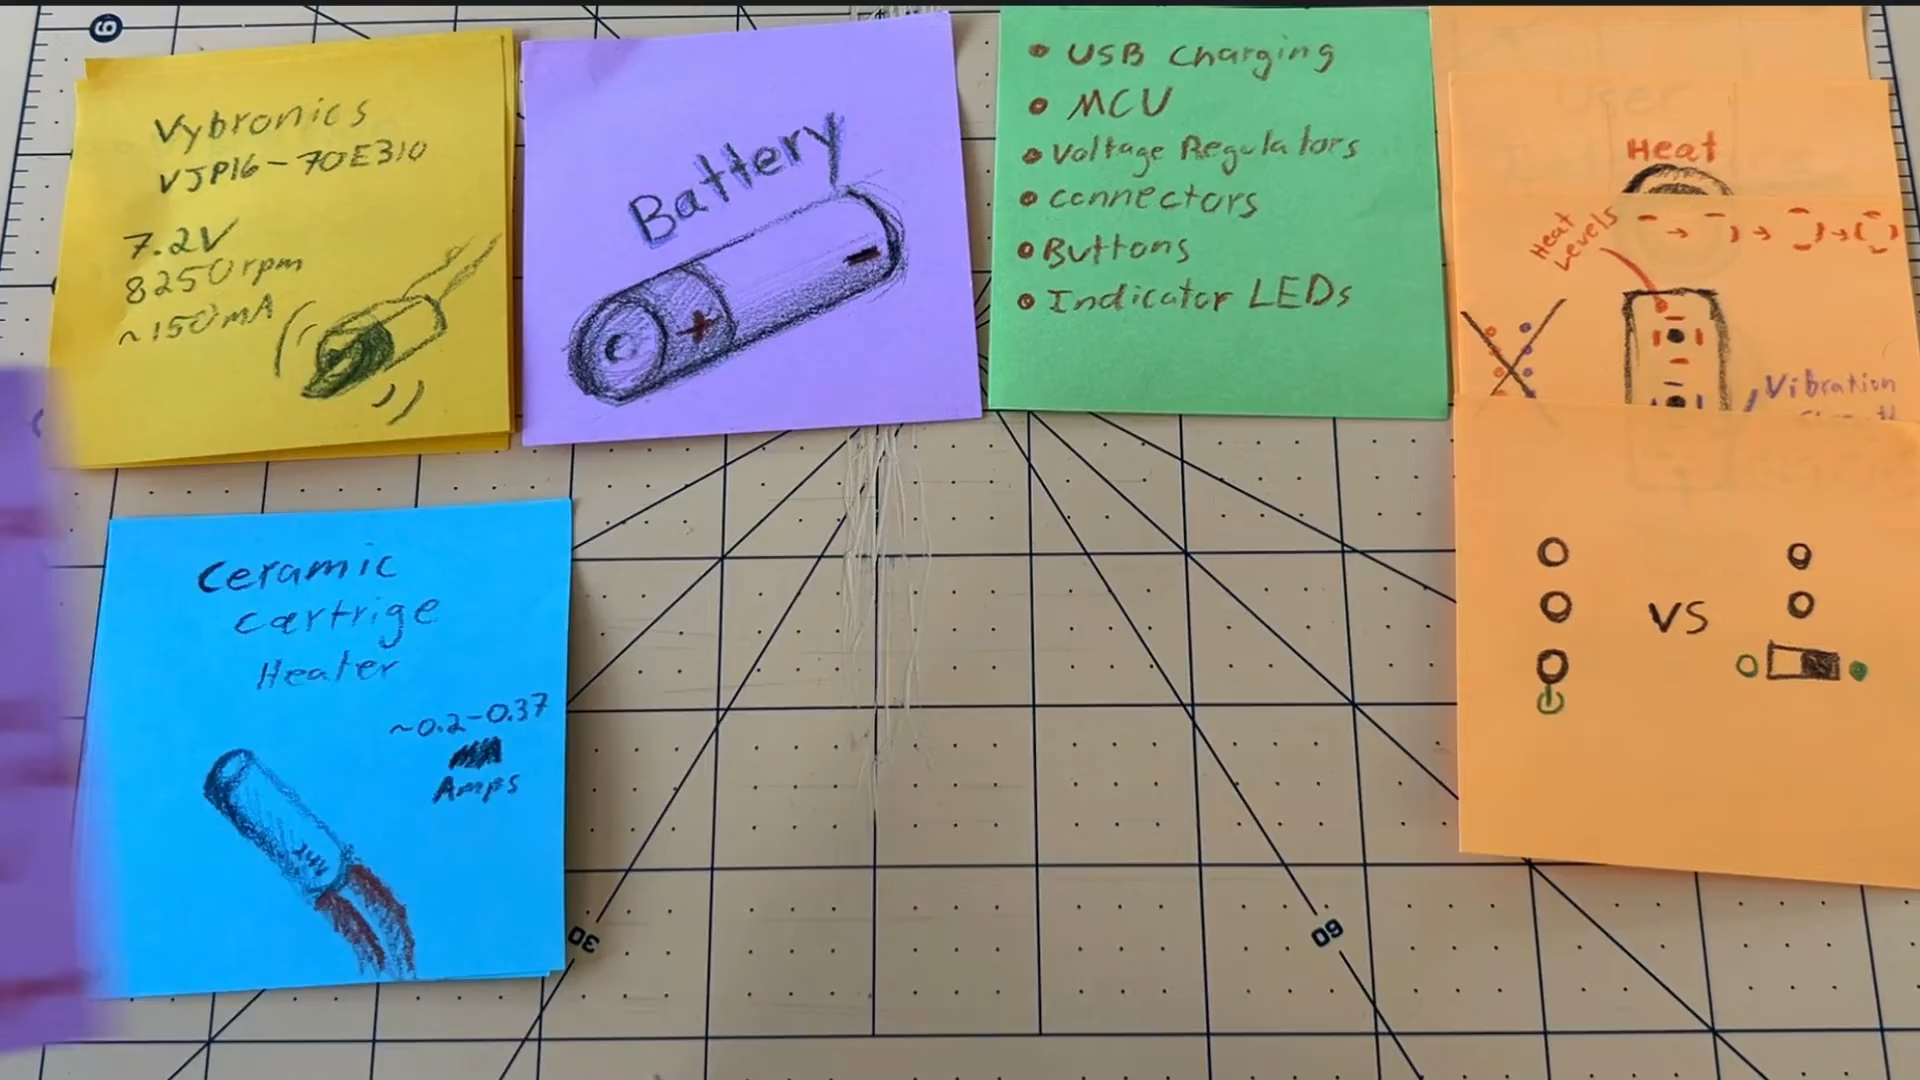 Vybronics
VJP16-70E310
7.2V
8250rpm
~150mA
Battery
• USB Charging
• MCU
• Voltage Regulators
• Connectors
• Buttons
• Indicator LEDs
User
Heat
Heat
Levels
Vibration
Ceramic
Cartrige
Heater
~0.2-0.37
Amps
VS
30
60